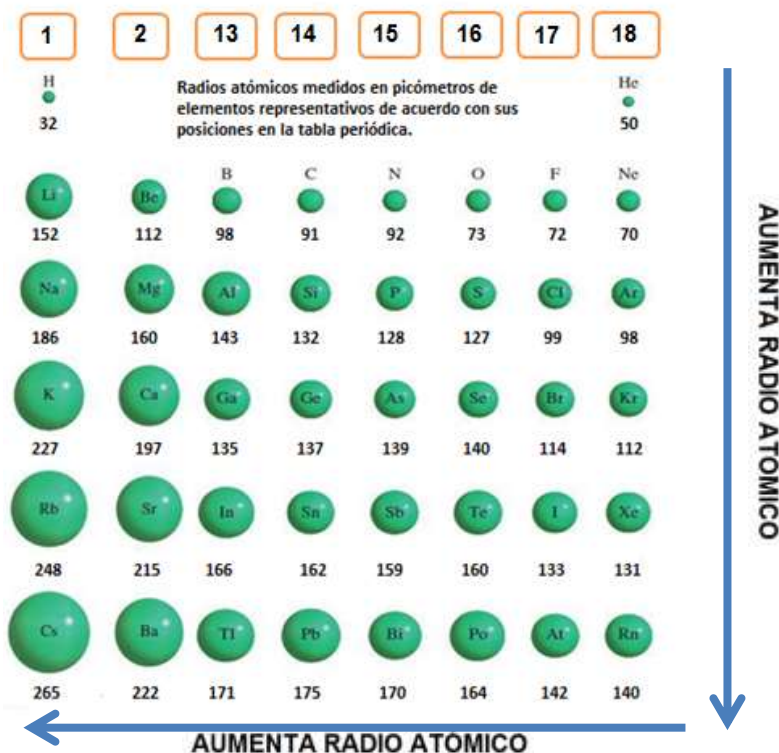 1 2 13 14 15 16 17 18
H He
Radios atómicos medidos en picómetros de
elementos representativos de acuerdo con sus
posiciones en la tabla periódica.
32 50
B C N O F Ne
Li Be
152 112 98 91 92 73 72 70
Na Mg Al Si P S Cl Ar
186 160 143 132 128 127 99 98
K Ca Ga Ge As Se Br Kr
227 197 135 137 139 140 114 112
Rb Sr In Sn Sb Te I Xe
248 215 166 162 159 160 133 131
Cs Ba Tl Pb Bi Po At Rn
265 222 171 175 170 164 142 140
AUMENTA RADIO ATÓMICO
AUMENTA RADIO ATOMICO